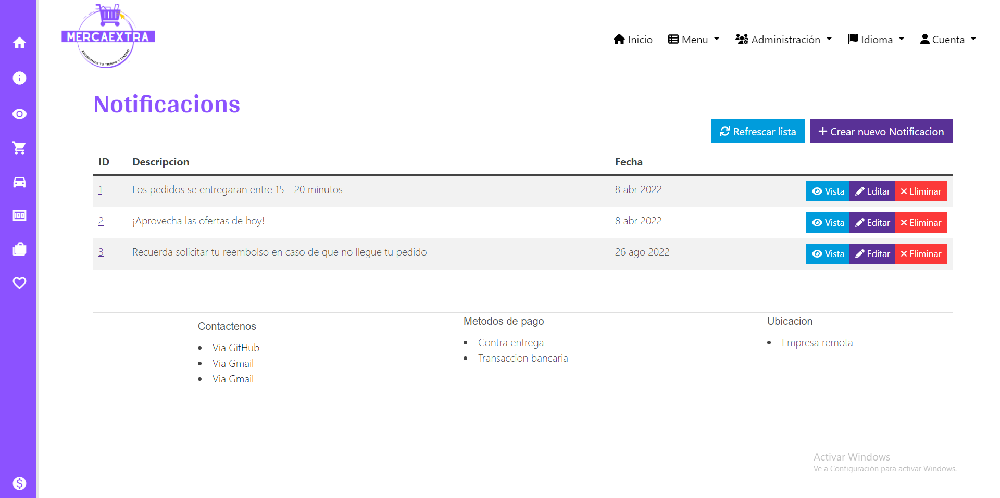 MERCAEXTRA
AHORRAMOS TU TIEMPO Y DINERO
Inicio Menu Administración Idioma Cuenta
Notificacions
Refrescar lista Crear nuevo Notificacion
ID Descripcion Fecha
1 Los pedidos se entregaran entre 15 - 20 minutos 8 abr 2022 Vista Editar Eliminar
2 ¡Aprovecha las ofertas de hoy! 8 abr 2022 Vista Editar Eliminar
3 Recuerda solicitar tu reembolso en caso de que no llegue tu pedido 26 ago 2022 Vista Editar Eliminar
Contactenos
Via GitHub
Via Gmail
Via Gmail
Metodos de pago
Contra entrega
Transaccion bancaria
Ubicacion
Empresa remota
Activar Windows
Ve a Configuración para activar Windows.